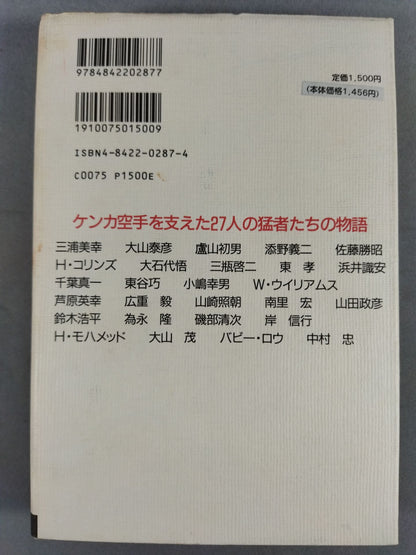 9784842202877
定価1,500円
(本体価格1,456円)
1910075015009
ISBN4-8422-0287-4
C0075 P1500E
ケンカ空手を支えた27人の猛者たちの物語
三浦美幸 大山泰彦 盧山初男 添野義二 佐藤勝昭
H・コリンズ 大石代悟 三瓶啓二 東 孝 浜井識安
千葉真一 東谷巧 小嶋幸男 W・ウイリアムス
芦原英幸 広重 毅 山崎照朝 南里 宏 山田政彦
鈴木浩平 為永 隆 磯部清次 岸 信行
H・モハメッド 大山 茂 バビー・ロウ 中村 忠